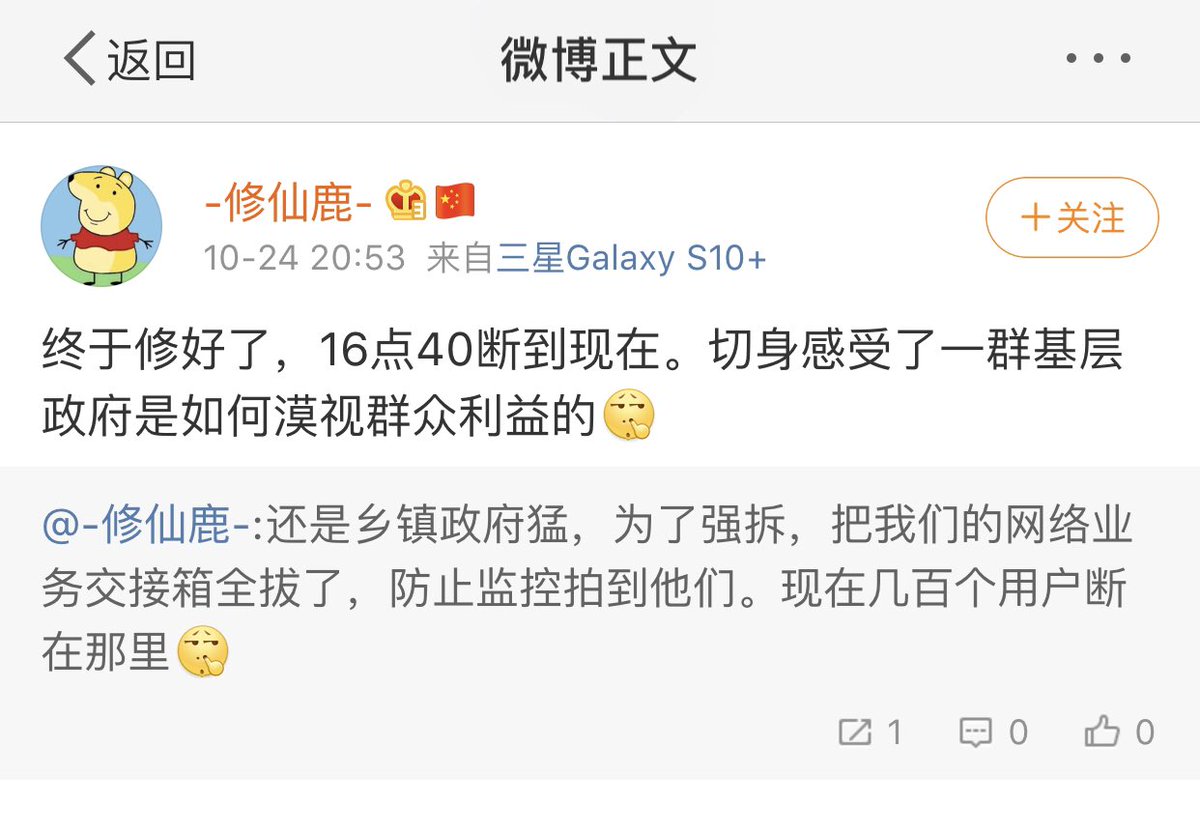 返回
微博正文
-修仙鹿-
+关注
10-24 20:53 来自三星Galaxy S10+
终于修好了，16点40断到现在。切身感受了一群基层
政府是如何漠视群众利益的
@-修仙鹿-:还是乡镇政府猛，为了强拆，把我们的网络业
务交接箱全拔了，防止监控拍到他们。现在几百个用户断
在那里
1 0 0